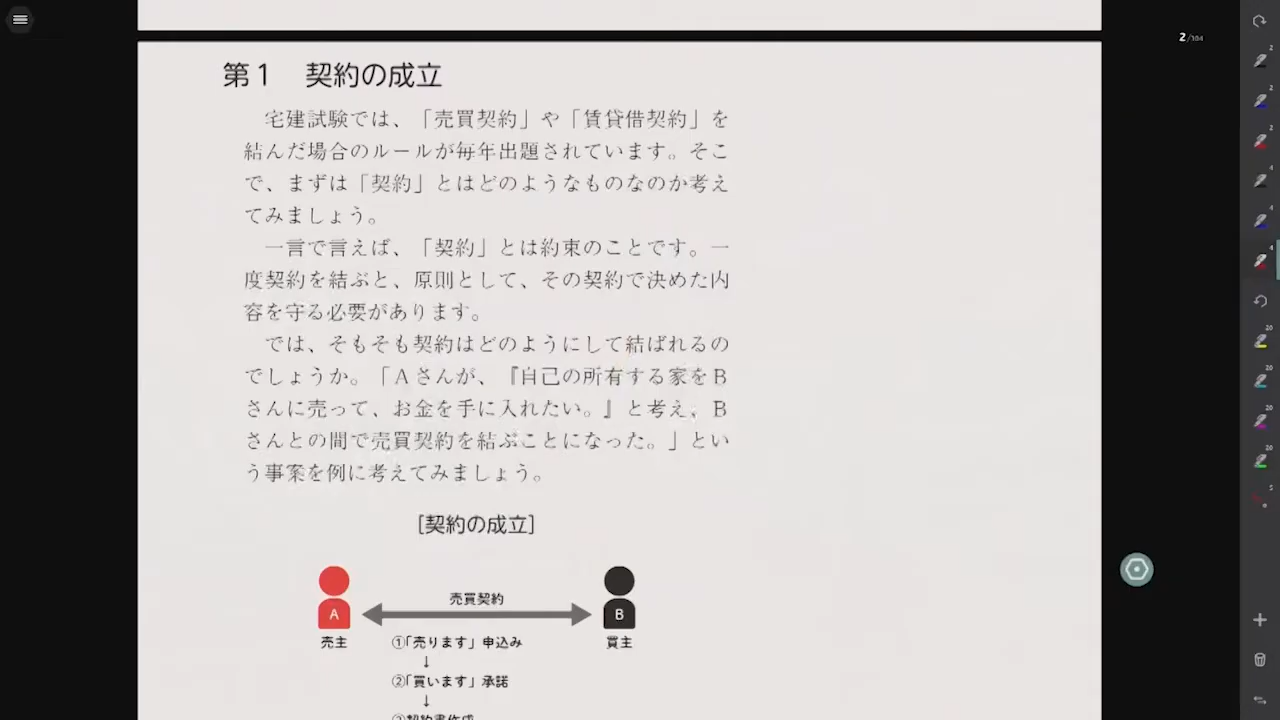 2/384
第１ 契約の成立
宅建試験では、「売買契約」や「賃貸借契約」を
結んだ場合のルールが毎年出題されています。そこ
で、まずは「契約」とはどのようなものなのか考え
てみましょう。
一言で言えば、「契約」とは約束のことです。一
度契約を結ぶと、原則として、その契約で決めた内
容を守る必要があります。
では、そもそも契約はどのようにして結ばれるの
でしょうか。「Ａさんが、『自己の所有する家をＢ
さんに売って、お金を手に入れたい。』と考え、Ｂ
さんとの間で売買契約を結ぶことになった。」とい
う事案を例に考えてみましょう。
[契約の成立]
売買契約
A
B
売主
買主
①「売ります」申込み
↓
②「買います」承諾
↓
③契約書作成